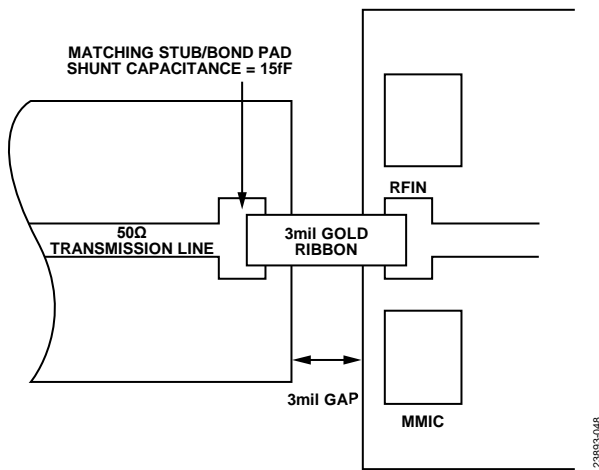 MATCHING STUB/BOND PAD
SHUNT CAPACITANCE = 15fF
RFIN
50Ω
TRANSMISSION LINE
3mil GOLD
RIBBON
3mil GAP
MMIC
23893-048